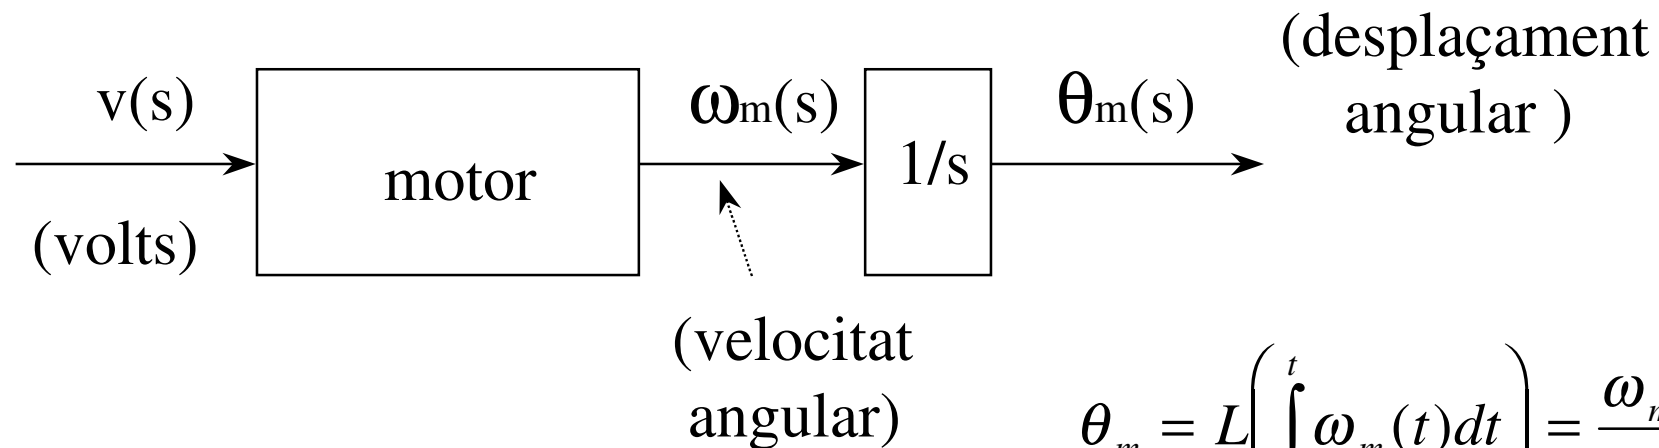 v(s)
(volts)
motor
ωm(s)
(velocitat
angular)
1/s
θm(s)
(desplaçament
angular )
θm = L( ∫ t ωm(t)dt ) = ω